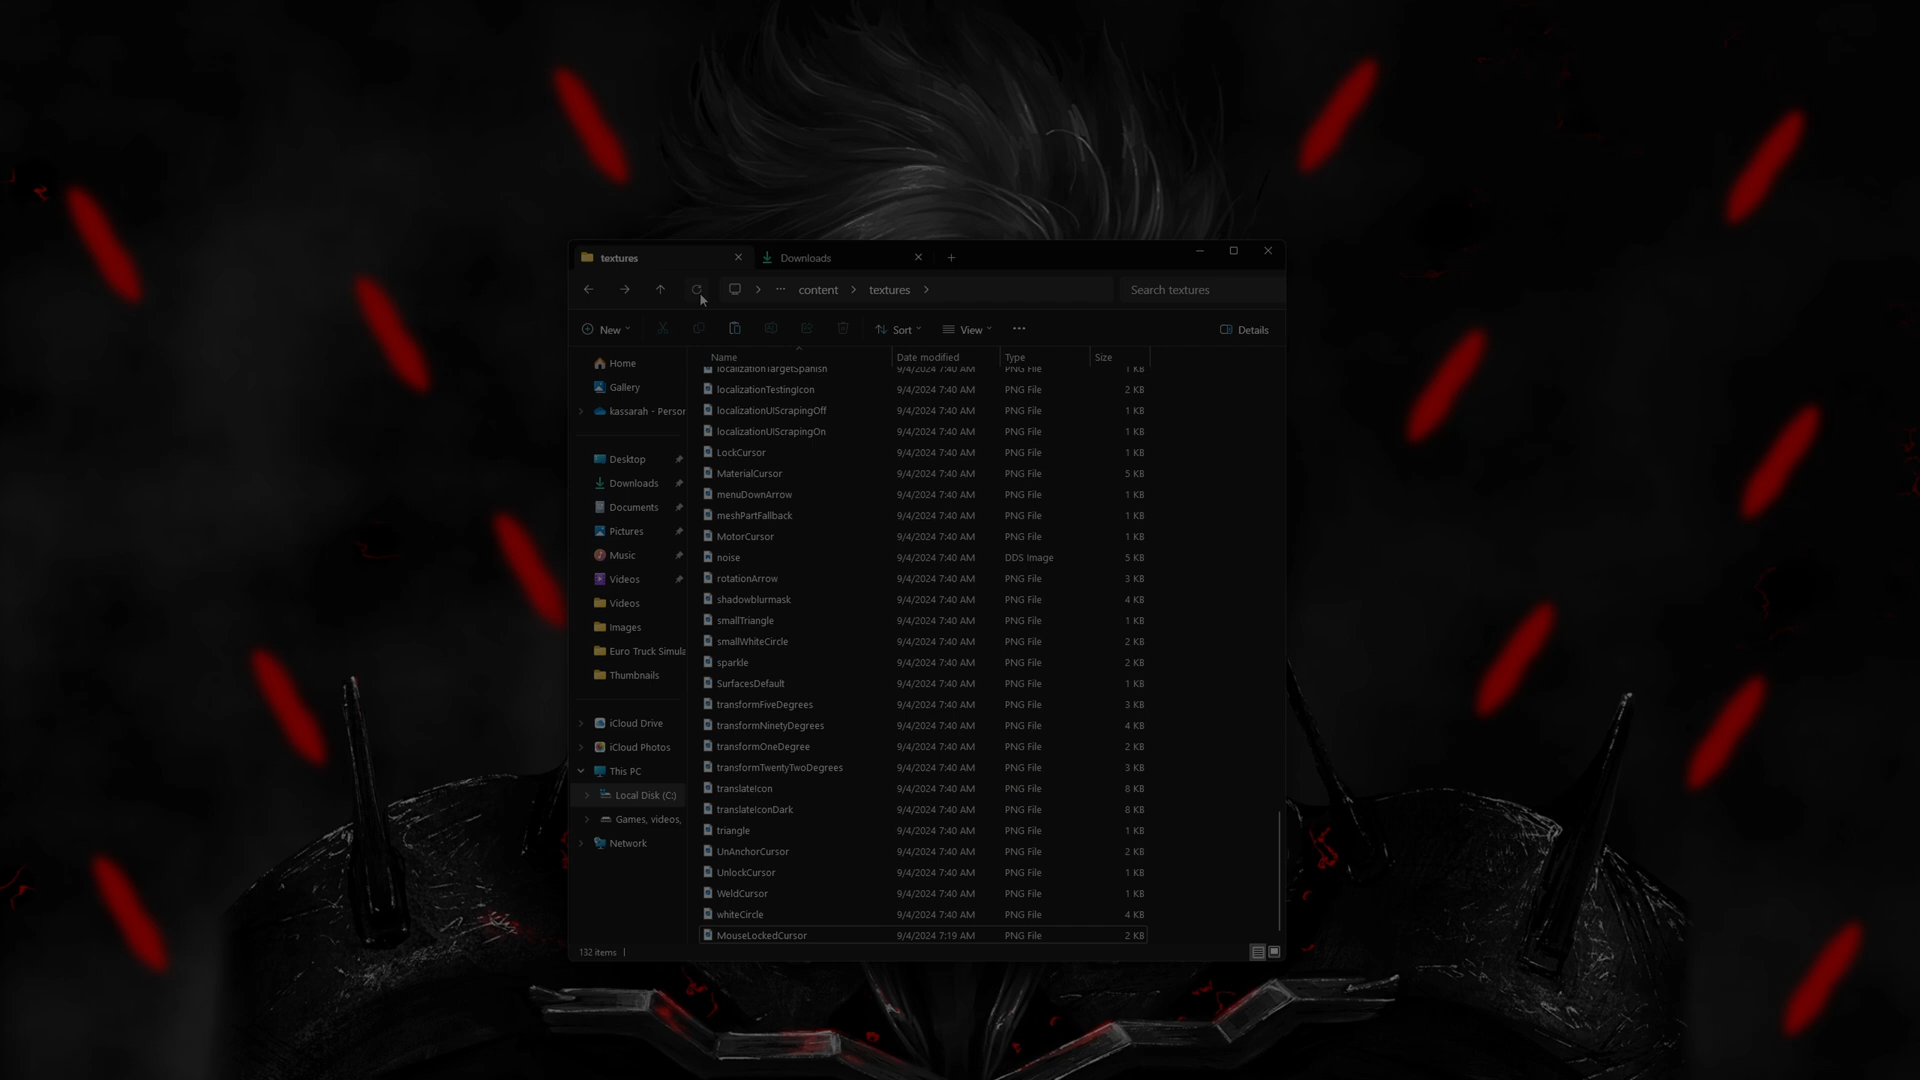 textures
Downloads
content
textures
Search textures
New
Sort
View
Details
Name
Date modified
Type
Size
Home
Gallery
kassarah - Persor
Desktop
Downloads
Documents
Pictures
Music
Videos
Videos
Images
Euro Truck Simula
Thumbnails
iCloud Drive
iCloud Photos
This PC
Local Disk (C:)
Games, videos,
Network
localizationTargetSpanish 9/4/2024 7:40 AM PNG File 1 KB
localizationTestingIcon 9/4/2024 7:40 AM PNG File 2 KB
localizationUIScrapingOff 9/4/2024 7:40 AM PNG File 1 KB
localizationUIScrapingOn 9/4/2024 7:40 AM PNG File 1 KB
LockCursor 9/4/2024 7:40 AM PNG File 1 KB
MaterialCursor 9/4/2024 7:40 AM PNG File 5 KB
menuDownArrow 9/4/2024 7:40 AM PNG File 1 KB
meshPartFallback 9/4/2024 7:40 AM PNG File 1 KB
MotorCursor 9/4/2024 7:40 AM PNG File 1 KB
noise 9/4/2024 7:40 AM DDS Image 5 KB
rotationArrow 9/4/2024 7:40 AM PNG File 3 KB
shadowblurmask 9/4/2024 7:40 AM PNG File 4 KB
smallTriangle 9/4/2024 7:40 AM PNG File 1 KB
smallWhiteCircle 9/4/2024 7:40 AM PNG File 2 KB
sparkle 9/4/2024 7:40 AM PNG File 2 KB
SurfacesDefault 9/4/2024 7:40 AM PNG File 1 KB
transformFiveDegrees 9/4/2024 7:40 AM PNG File 3 KB
transformNinetyDegrees 9/4/2024 7:40 AM PNG File 4 KB
transformOneDegree 9/4/2024 7:40 AM PNG File 2 KB
transformTwentyTwoDegrees 9/4/2024 7:40 AM PNG File 3 KB
translateIcon 9/4/2024 7:40 AM PNG File 8 KB
translateIconDark 9/4/2024 7:40 AM PNG File 8 KB
triangle 9/4/2024 7:40 AM PNG File 1 KB
UnAnchorCursor 9/4/2024 7:40 AM PNG File 2 KB
UnlockCursor 9/4/2024 7:40 AM PNG File 1 KB
WeldCursor 9/4/2024 7:40 AM PNG File 1 KB
whiteCircle 9/4/2024 7:40 AM PNG File 4 KB
MouseLockedCursor 9/4/2024 7:19 AM PNG File 2 KB
132 items